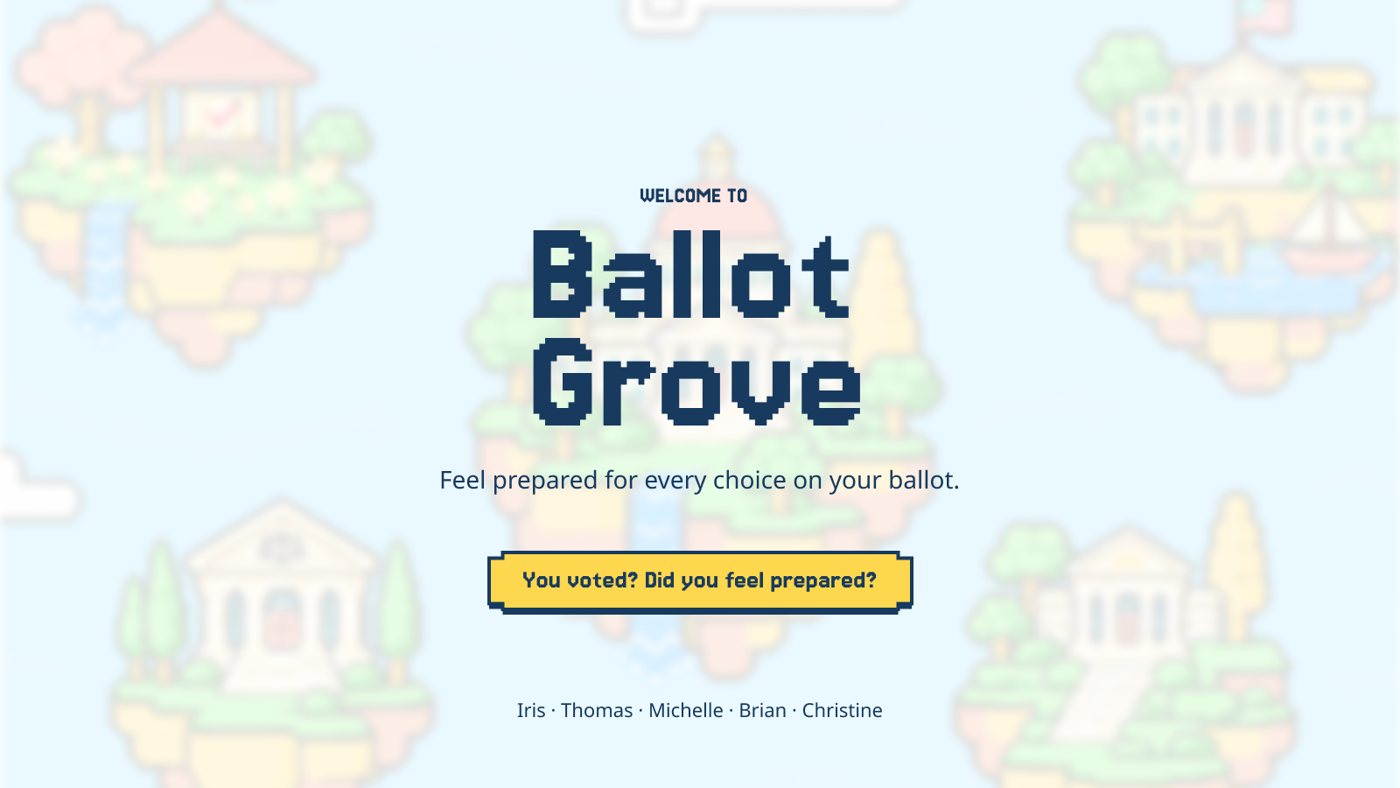 WELCOME TO
Ballot
Grove
Feel prepared for every choice on your ballot.
You voted? Did you feel prepared?
Iris · Thomas · Michelle · Brian · Christine